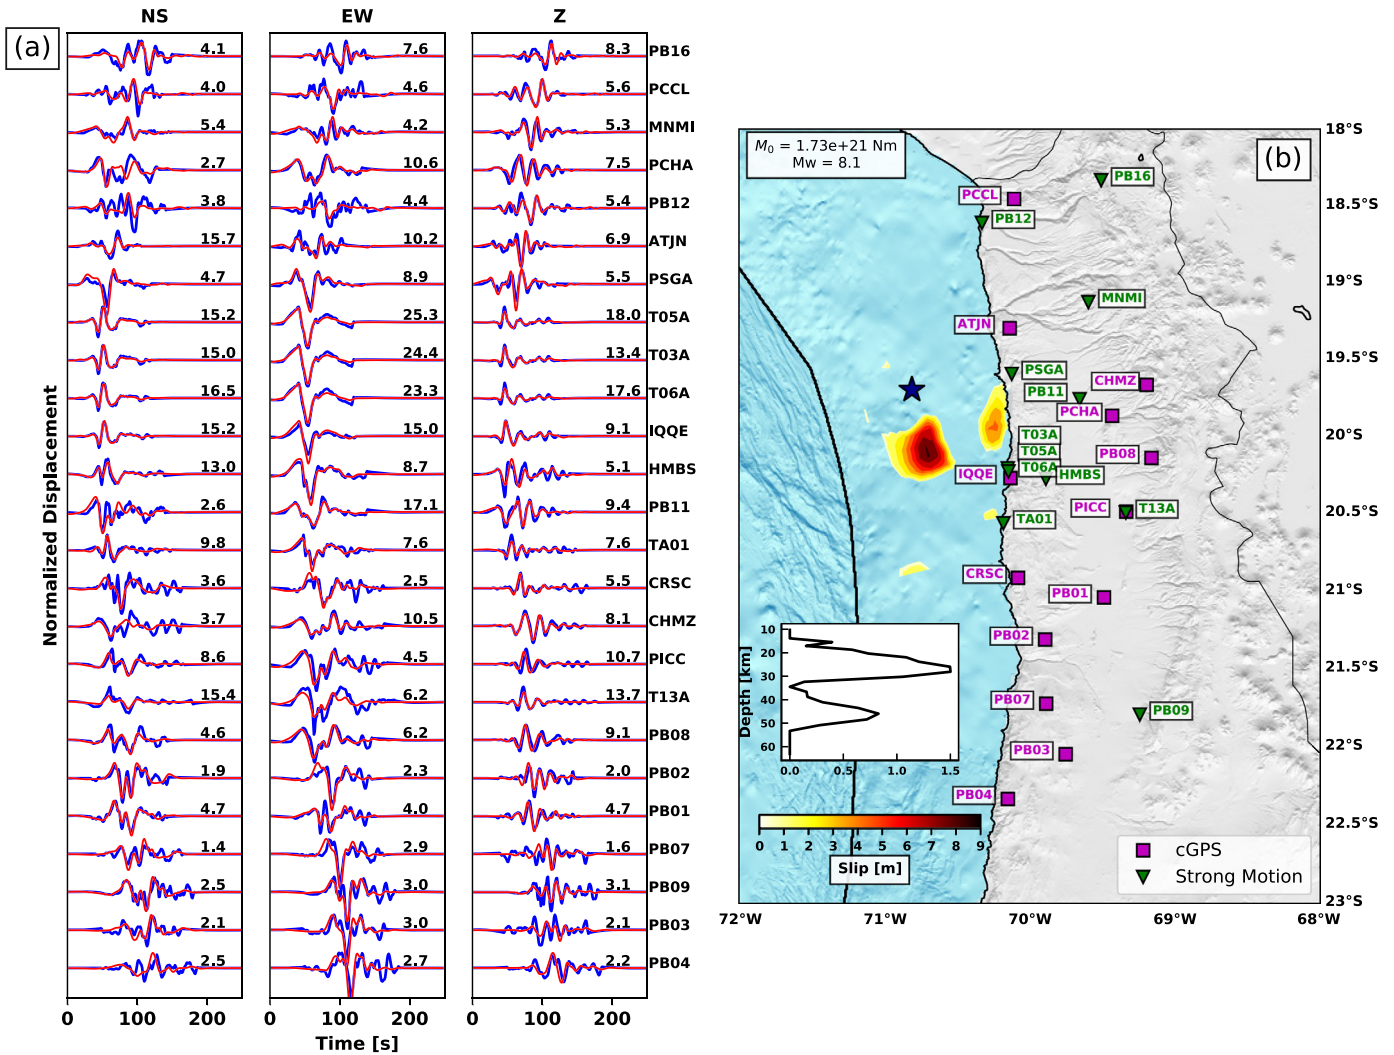 (a)
NS EW Z
4.1 7.6 8.3 PB16
4.0 4.6 5.6 PCCL
5.4 4.2 5.3 MNMI
2.7 10.6 7.5 PCHA
3.8 4.4 5.4 PB12
15.7 10.2 6.9 ATJN
4.7 8.9 5.5 PSGA
15.2 25.3 18.0 T05A
15.0 24.4 13.4 T03A
16.5 23.3 17.6 T06A
15.2 15.0 9.1 IQQE
13.0 8.7 5.1 HMBS
2.6 17.1 9.4 PB11
9.8 7.6 7.6 TA01
3.6 2.5 5.5 CRSC
3.7 10.5 8.1 CHMZ
8.6 4.5 10.7 PICC
15.4 6.2 13.7 T13A
4.6 6.2 9.1 PB08
1.9 2.3 2.0 PB02
4.7 4.0 4.7 PB01
1.4 2.9 1.6 PB07
2.5 3.0 3.1 PB09
2.1 3.0 2.1 PB03
2.5 2.7 2.2 PB04
Normalized Displacement
0 100 200 0 100 200 0 100 200
Time [s]
(b)
M₀ = 1.73e+21 Nm
Mw = 8.1
PB16
PCCL
PB12
MNMI
ATJN
PSGA
CHMZ
PB11
PCHA
T03A
T05A
PB08
T06A
IQQE
HMBS
PICC
T13A
TA01
CRSC
PB01
PB02
PB07
PB09
PB03
PB04
18°S
18.5°S
19°S
19.5°S
20°S
20.5°S
21°S
21.5°S
22°S
22.5°S
23°S
72°W 71°W 70°W 69°W 68°W
Depth [km]
10
20
30
40
50
60
0.0 0.5 1.0 1.5
0 1 2 3 4 5 6 7 8 9
Slip [m]
cGPS
Strong Motion